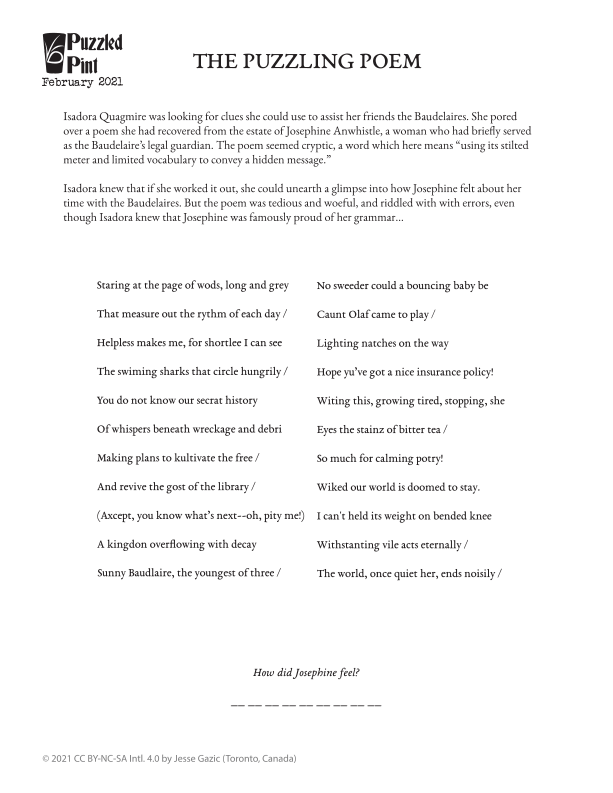 Puzzled
Pint
February 2021
THE PUZZLING POEM
Isadora Quagmire was looking for clues she could use to assist her friends the Baudelaires. She pored
over a poem she had recovered from the estate of Josephine Anwhistle, a woman who had briefly served
as the Baudelaire's legal guardian. The poem seemed cryptic, a word which here means “using its stilted
meter and limited vocabulary to convey a hidden message.”
Isadora knew that if she worked it out, she could unearth a glimpse into how Josephine felt about her
time with the Baudelaires. But the poem was tedious and woeful, and riddled with with errors, even
though Isadora knew that Josephine was famously proud of her grammar...
Staring at the page of wods, long and grey
That measure out the rythm of each day /
Helpless makes me, for shortlee I can see
The swiming sharks that circle hungrily /
You do not know our secrat history
Of whispers beneath wreckage and debri
Making plans to kultivate the free /
And revive the gost of the library /
(Axcept, you know what's next--oh, pity me!)
A kingdon overflowing with decay
Sunny Baudlaire, the youngest of three /
No sweeder could a bouncing baby be
Caunt Olaf came to play /
Lighting natches on the way
Hope yu've got a nice insurance policy!
Witing this, growing tired, stopping, she
Eyes the stainz of bitter tea /
So much for calming potry!
Wiked our world is doomed to stay.
I can't held its weight on bended knee
Withstanting vile acts eternally /
The world, once quiet her, ends noisily /
How did Josephine feel?
__ __ __ __ __ __ __ __ __
© 2021 CC BY-NC-SA Intl. 4.0 by Jesse Gazic (Toronto, Canada)